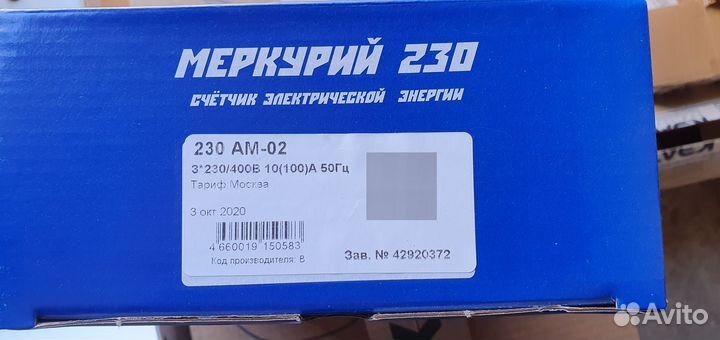 МЕРКУРИЙ 230
СЧЁТЧИК ЭЛЕКТРИЧЕСКОЙ ЭНЕРГИИ
230 АМ-02
3*230/400В 10(100)А 50Гц
Тариф:Москва
3 окт 2020
4 660019 150583
Код производителя: В
Зав. № 42920372
Avito